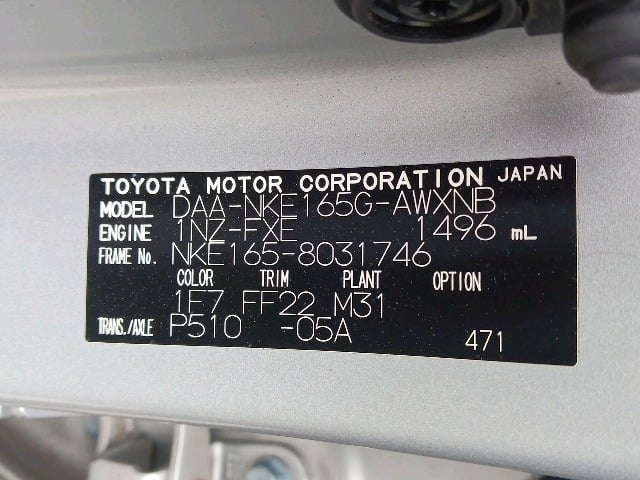 TOYOTA MOTOR CORPORATION JAPAN
MODEL DAA-NKE165G-AWXNB
ENGINE 1NZ-FXE 1496 mL
FRAME No. NKE165-8031746
COLOR TRIM PLANT OPTION
1F7 FF22 M31
TRANS./AXLE P510 -05A 471